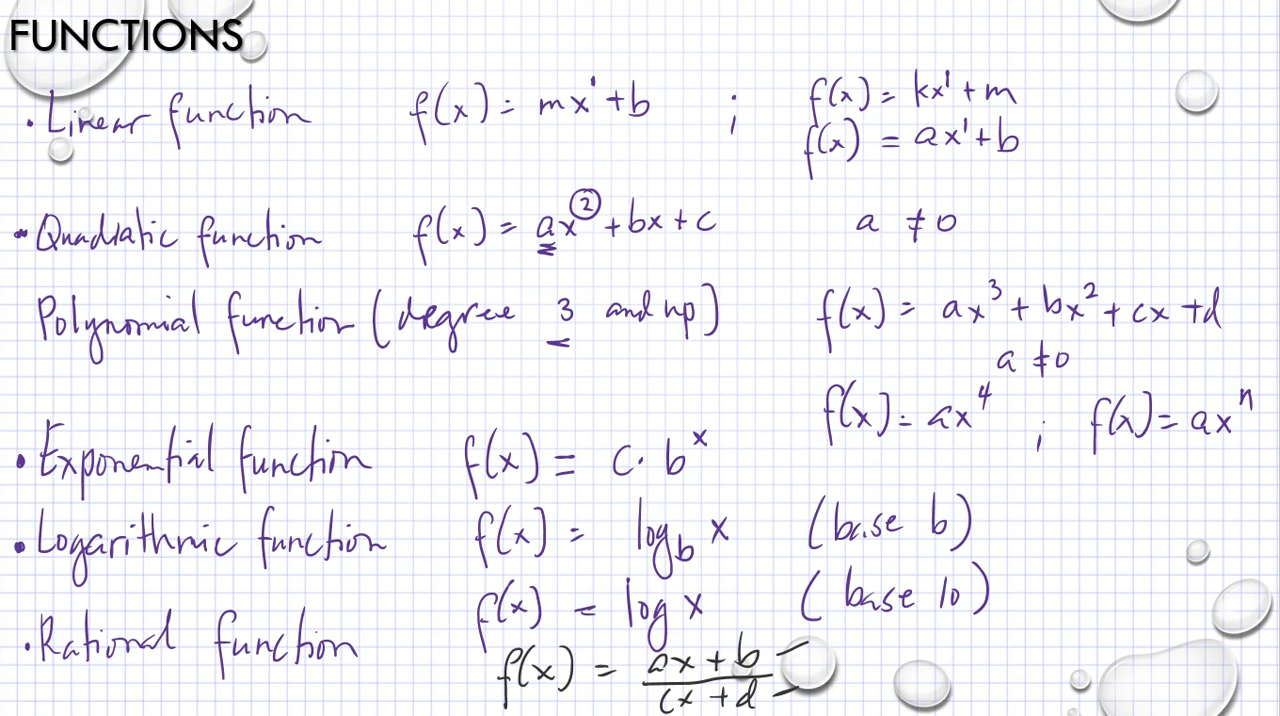 FUNCTIONS
• Linear function f(x) = mx¹ + b ; f(x) = kx¹ + m
f(x) = ax¹ + b
• Quadratic function f(x) = ax² + bx + c a ≠ 0
Polynomial function (degree 3 and up) f(x) = ax³ + bx² + cx + d
a ≠ 0
f(x) = ax⁴ ; f(x) = axⁿ
• Exponential function f(x) = c · bˣ
• Logarithmic function f(x) = log_b x (base b)
f(x) = log x (base 10)
• Rational function
f(x) = (ax + b)/(cx + d)